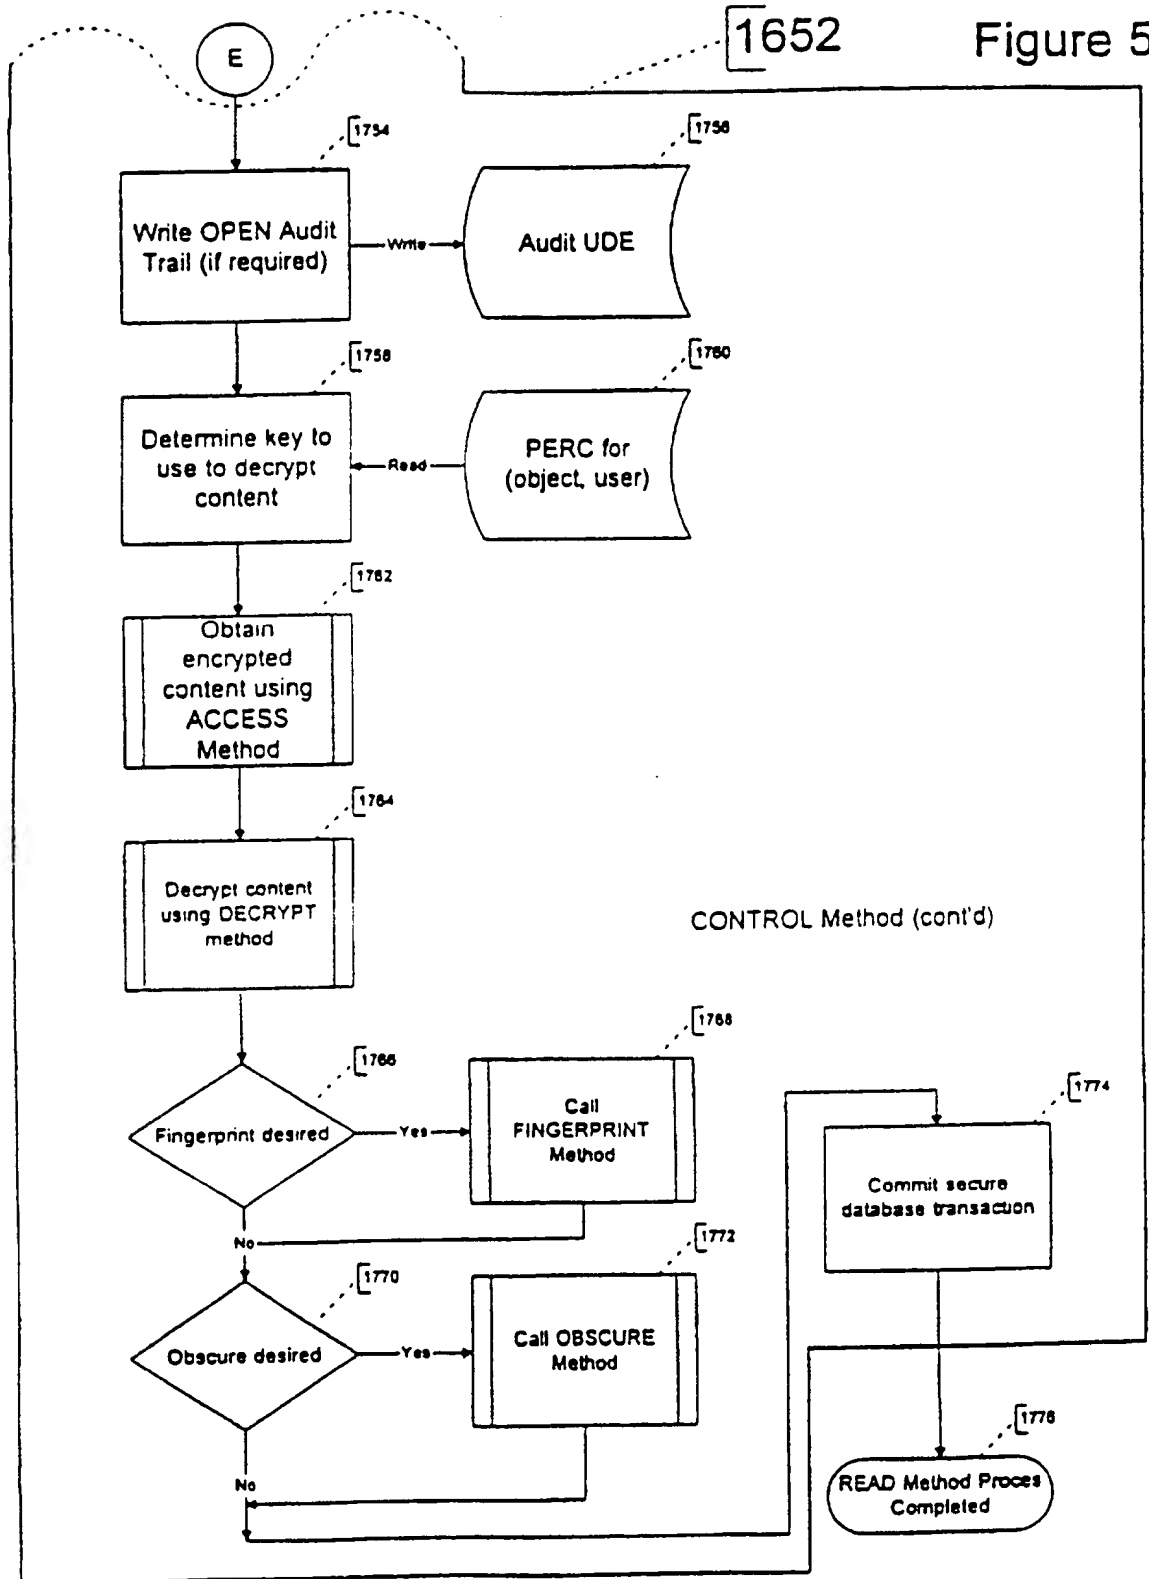 1652
Figure 5
E
1754
1756
Write OPEN Audit
Trail (if required)
Write
Audit UDE
1758
1760
Determine key to
use to decrypt
content
Read
PERC for
(object, user)
1762
Obtain
encrypted
content using
ACCESS
Method
1764
Decrypt content
using DECRYPT
method
CONTROL Method (cont'd)
1766
1768
Fingerprint desired
Yes
Call
FINGERPRINT
Method
1774
Commit secure
database transaction
No
1770
1772
Obscure desired
Yes
Call OBSCURE
Method
No
1776
READ Method Proces
Completed